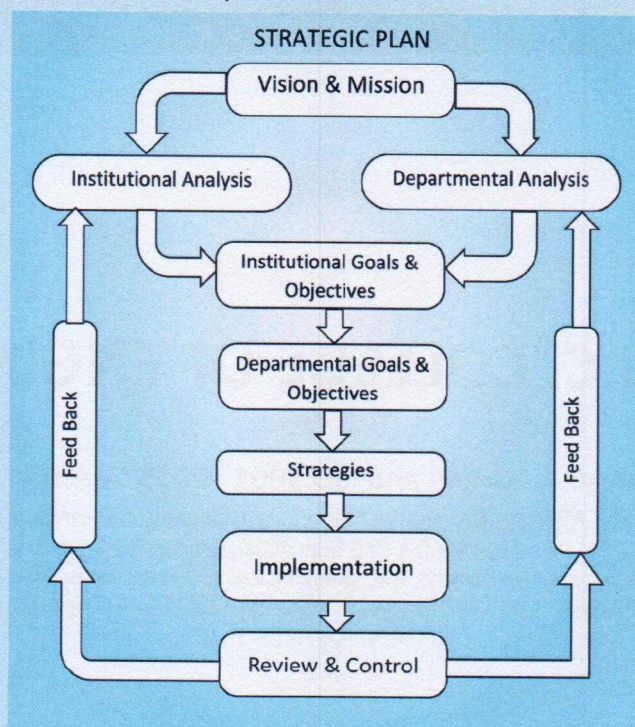 STRATEGIC PLAN
Vision & Mission
Institutional Analysis
Departmental Analysis
Institutional Goals &
Objectives
Departmental Goals &
Objectives
Feed Back
Feed Back
Strategies
Implementation
Review & Control